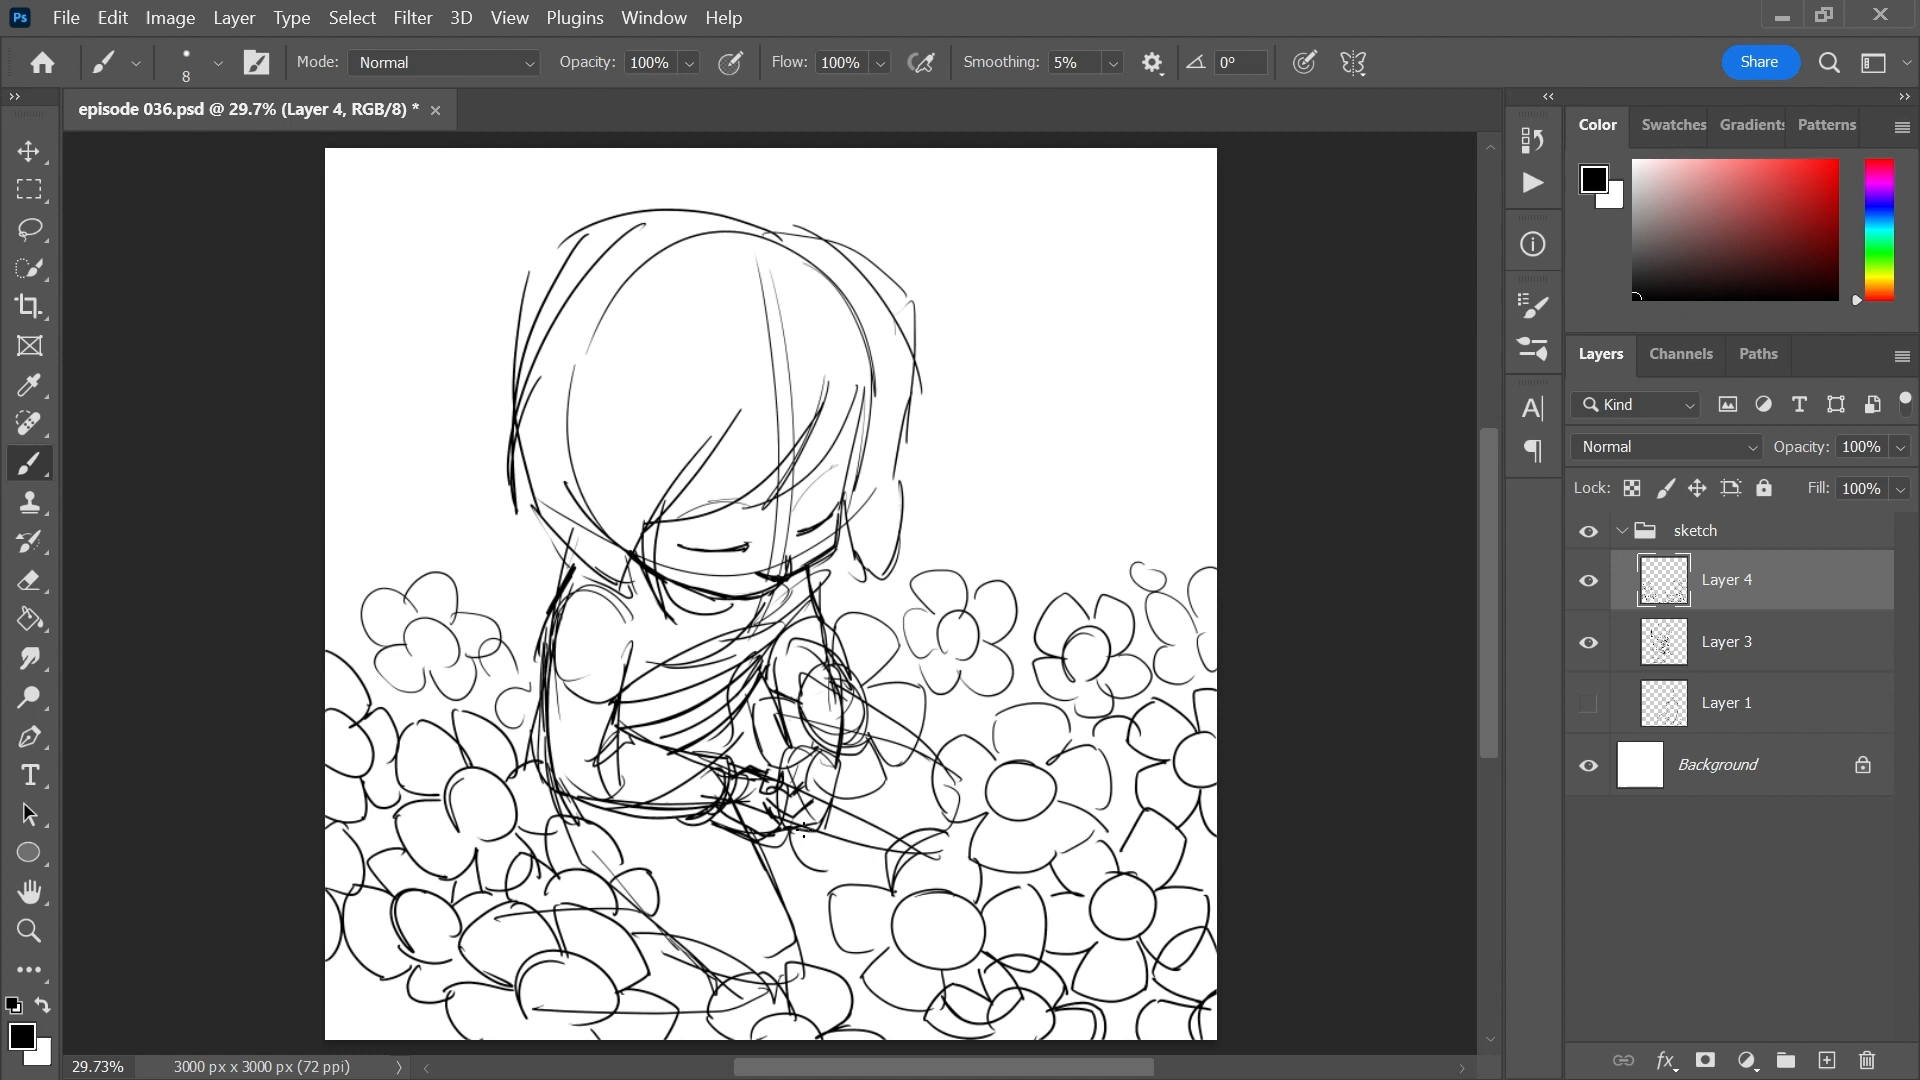 Ps File Edit Image Layer Type Select Filter 3D View Plugins Window Help
8 Mode: Normal Opacity: 100% Flow: 100% Smoothing: 5% 0° Share
episode 036.psd @ 29.7% (Layer 4, RGB/8) *
Color Swatches Gradients Patterns
Layers Channels Paths
Kind
Normal Opacity: 100%
Lock: Fill: 100%
sketch
Layer 4
Layer 3
Layer 1
Background
29.73% 3000 px x 3000 px (72 ppi)